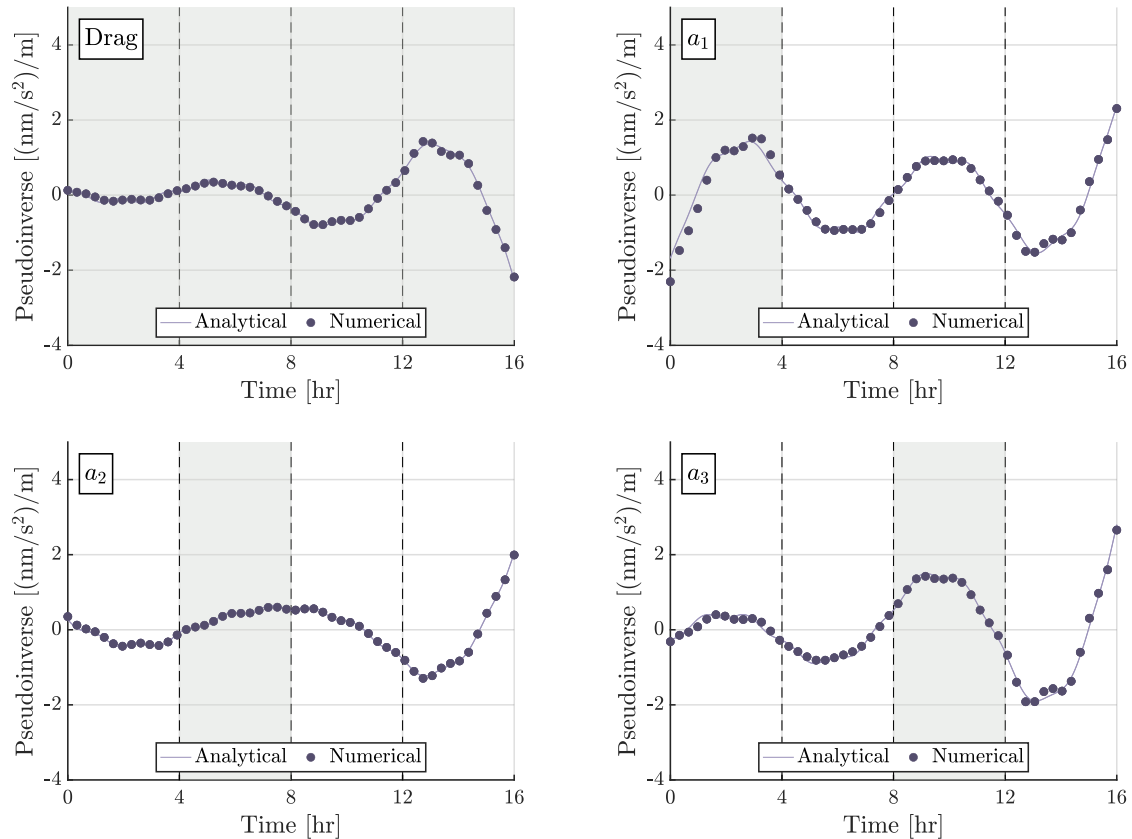 Drag
Pseudoinverse [(nm/s²)/m]
4
2
0
-2
-4
Analytical Numerical
0 4 8 12 16
Time [hr]
a₁
Pseudoinverse [(nm/s²)/m]
4
2
0
-2
-4
Analytical Numerical
0 4 8 12 16
Time [hr]
a₂
Pseudoinverse [(nm/s²)/m]
4
2
0
-2
-4
Analytical Numerical
0 4 8 12 16
Time [hr]
a₃
Pseudoinverse [(nm/s²)/m]
4
2
0
-2
-4
Analytical Numerical
0 4 8 12 16
Time [hr]